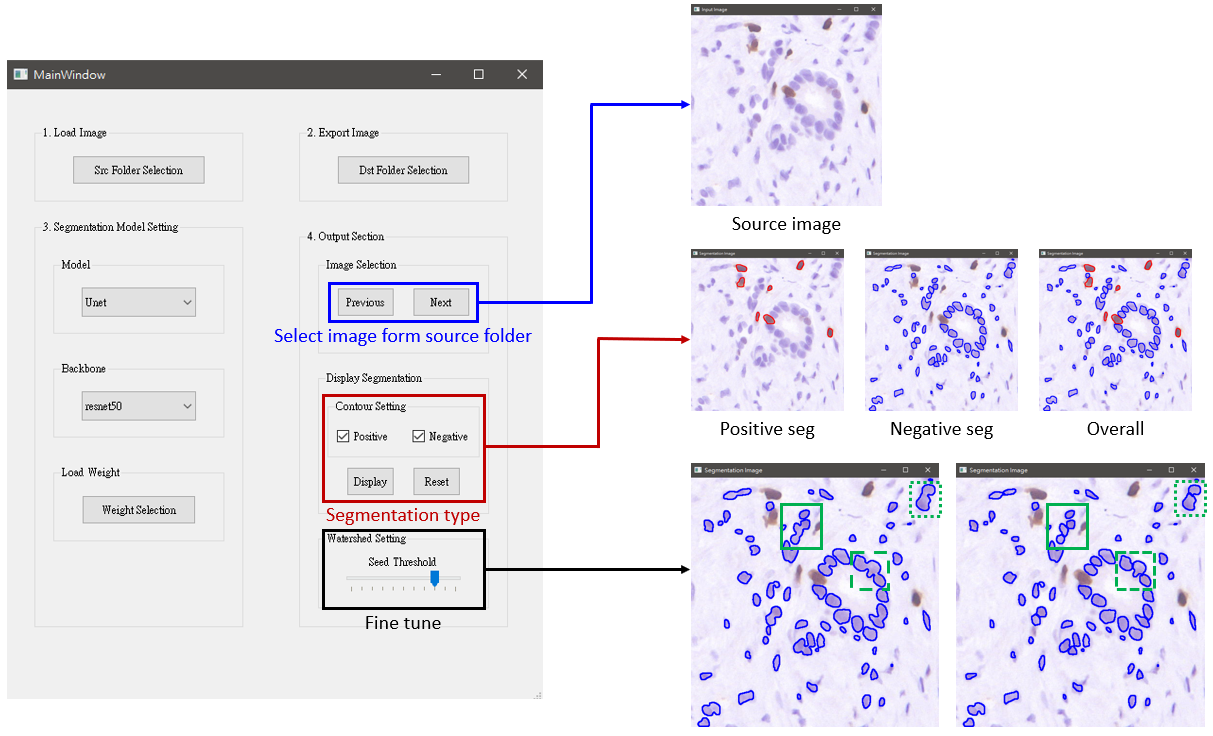 MainWindow
1. Load Image
Src Folder Selection
2. Export Image
Dst Folder Selection
3. Segmentation Model Setting
Model
Unet
Backbone
resnet50
Load Weight
Weight Selection
4. Output Section
Image Selection
Previous
Next
Select image form source folder
Display Segmentation
Contour Setting
Positive
Negative
Display
Reset
Segmentation type
Watershed Setting
Seed Threshold
Fine tune
Input Image
Source image
Segmentation Image
Segmentation Image
Segmentation Image
Positive seg
Negative seg
Overall
Segmentation Image
Segmentation Image